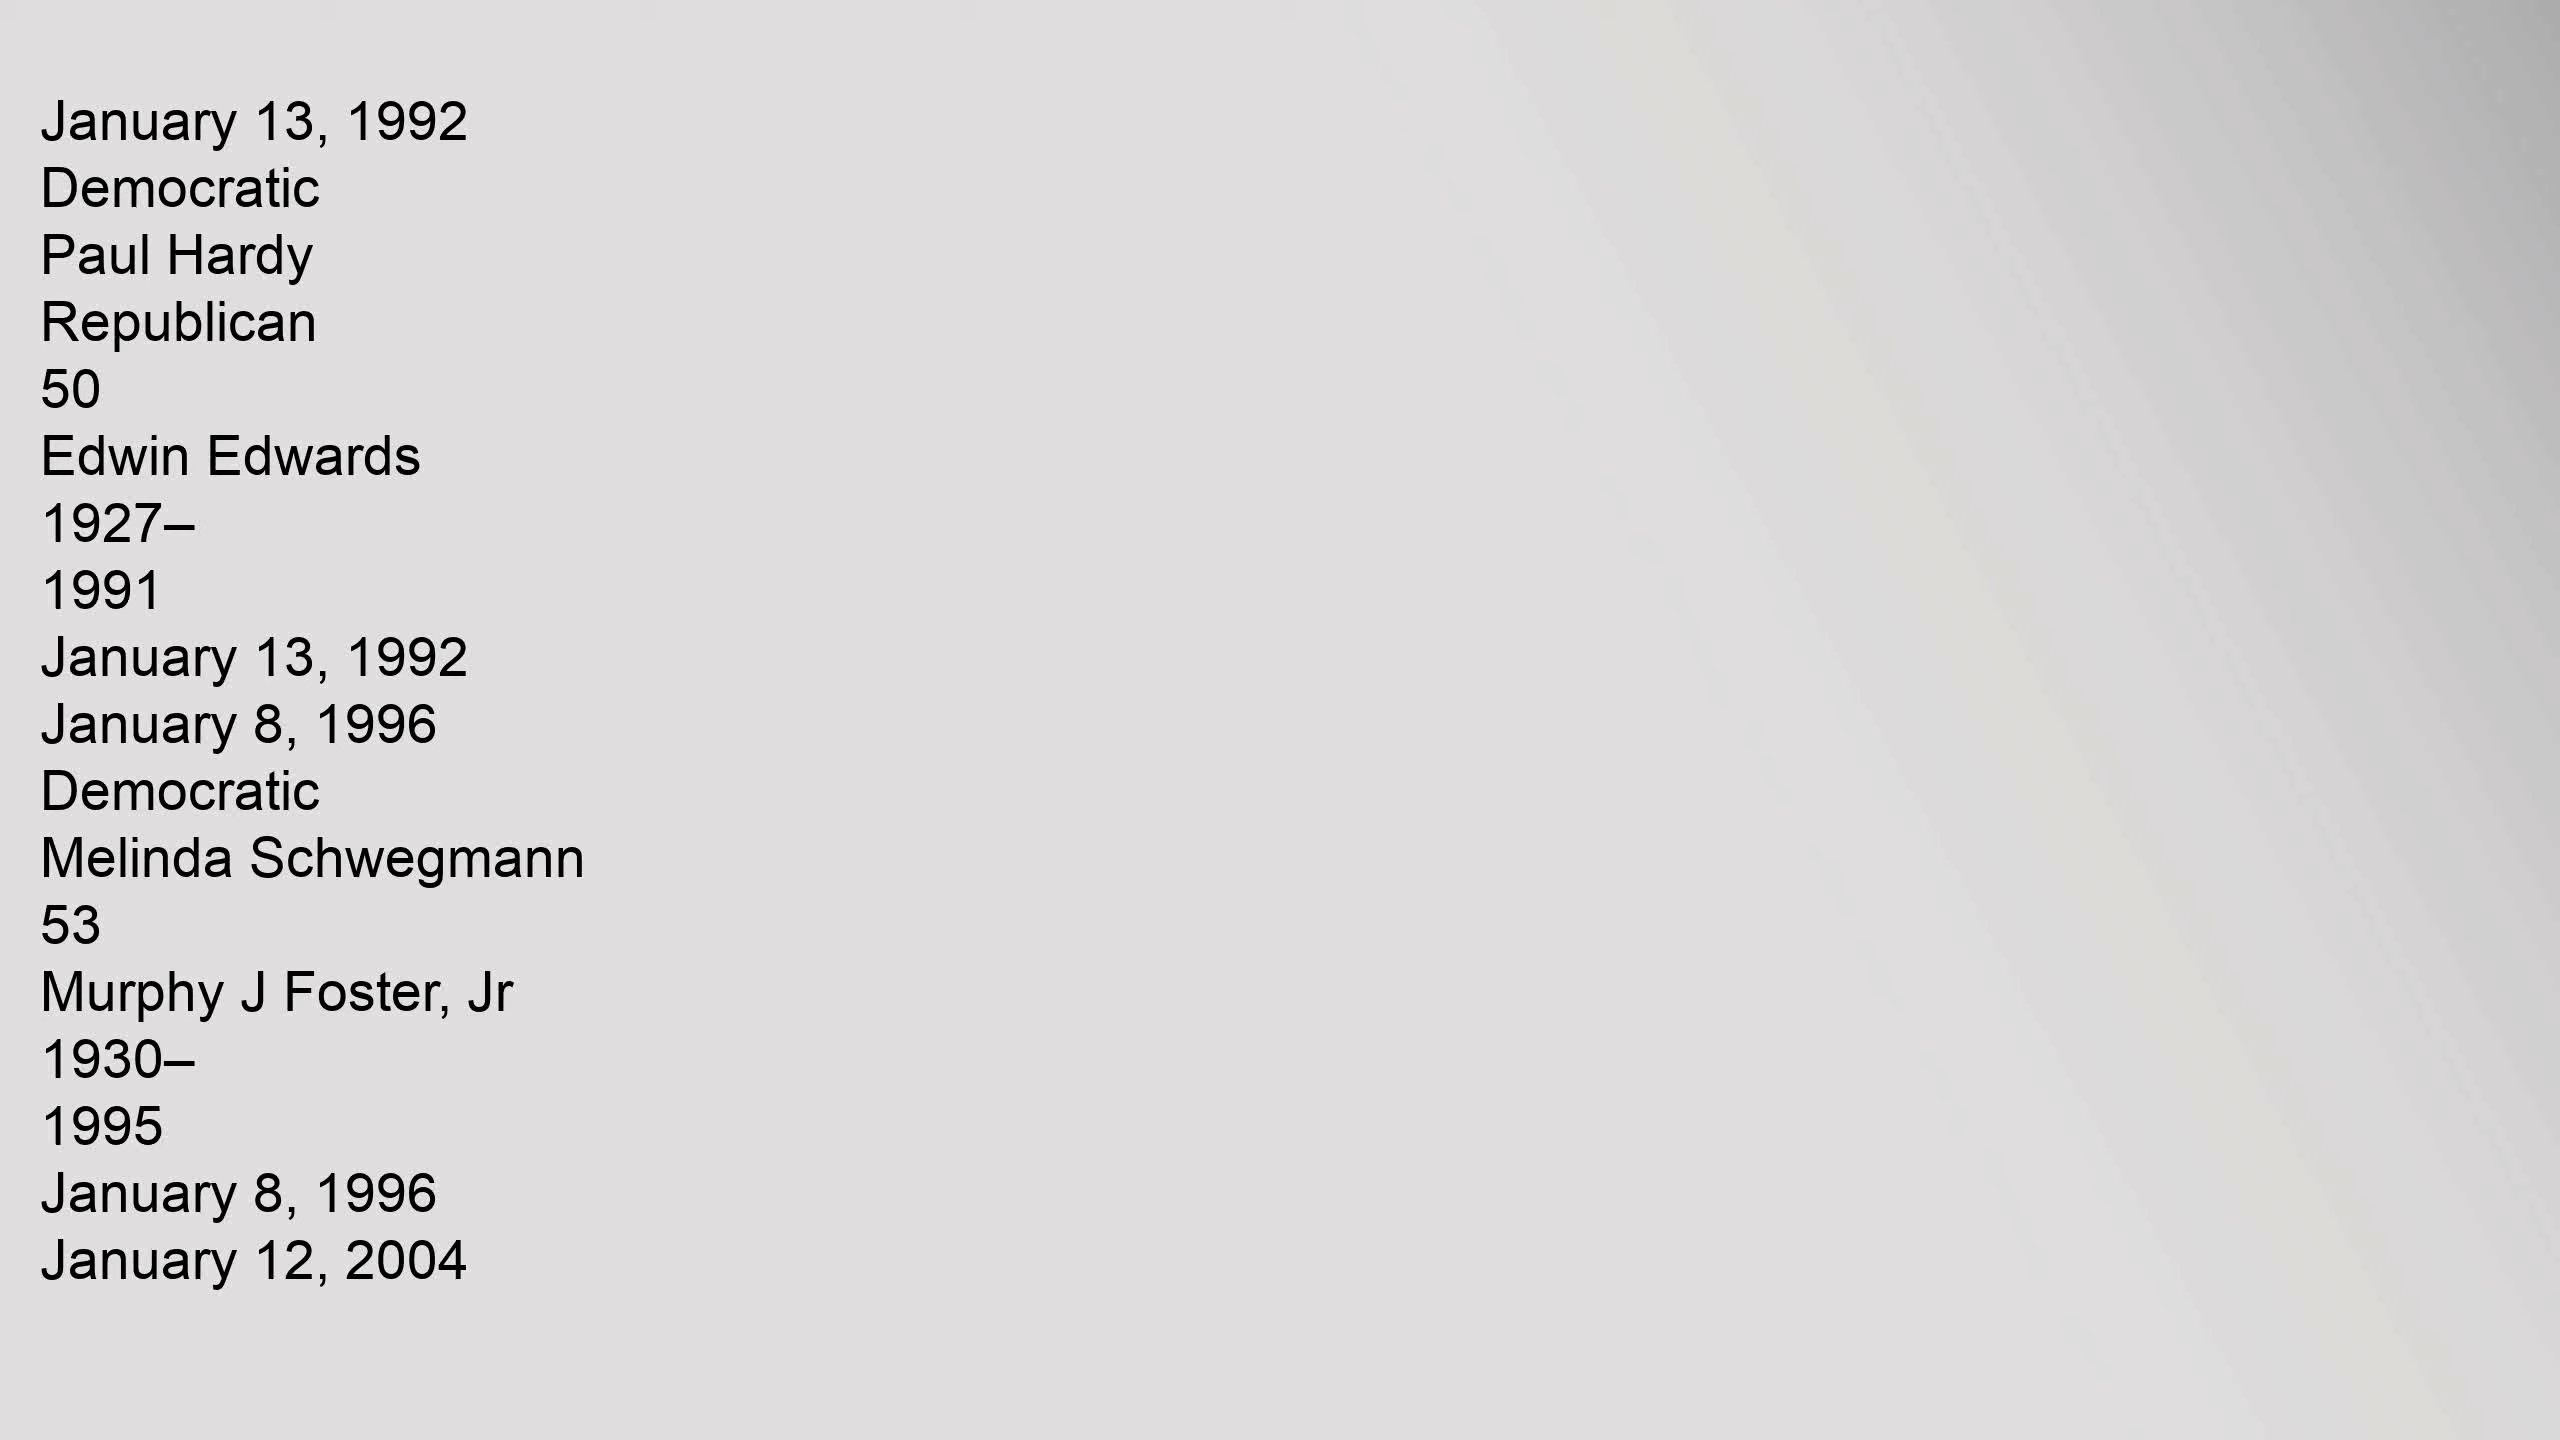 January 13, 1992
Democratic
Paul Hardy
Republican
50
Edwin Edwards
1927–
1991
January 13, 1992
January 8, 1996
Democratic
Melinda Schwegmann
53
Murphy J Foster, Jr
1930–
1995
January 8, 1996
January 12, 2004